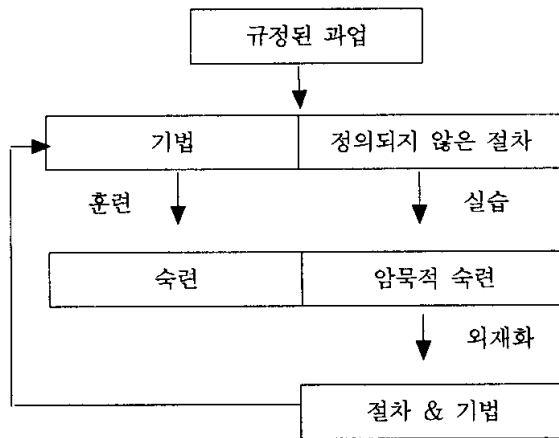 규정된 과업
기법
정의되지 않은 절차
훈련
실습
숙련
암묵적 숙련
외재화
절차 & 기법